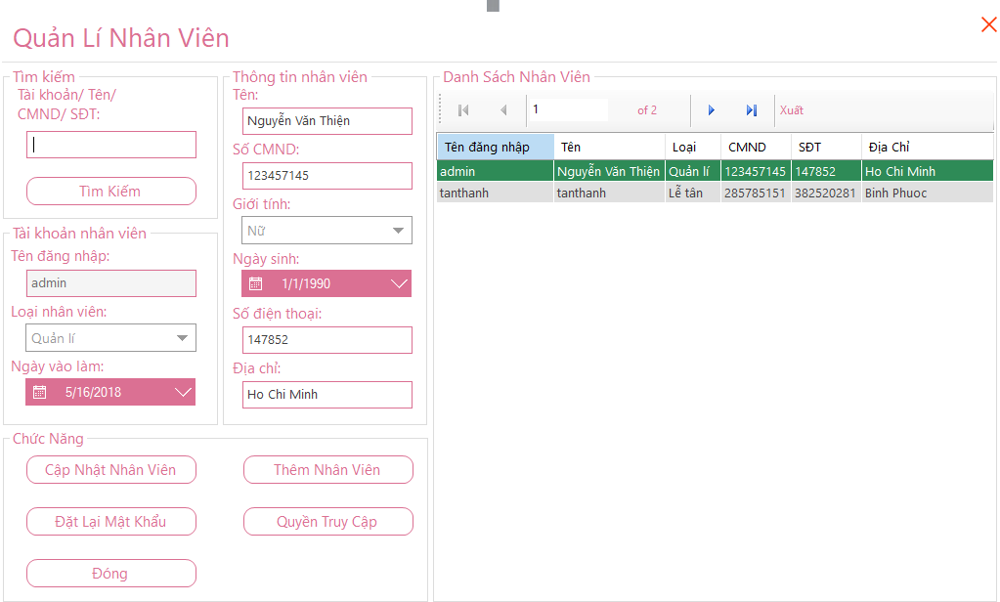 Quản Lí Nhân Viên
Tìm kiếm
Tài khoản/ Tên/
CMND/ SĐT:
Tìm Kiếm
Tài khoản nhân viên
Tên đăng nhập:
admin
Loại nhân viên:
Quản lí
Ngày vào làm:
5/16/2018
Thông tin nhân viên
Tên:
Nguyễn Văn Thiện
Số CMND:
123457145
Giới tính:
Nữ
Ngày sinh:
1/1/1990
Số điện thoại:
147852
Địa chỉ:
Ho Chi Minh
Chức Năng
Cập Nhật Nhân Viên
Thêm Nhân Viên
Đặt Lại Mật Khẩu
Quyền Truy Cập
Đóng
Danh Sách Nhân Viên
1 of 2 Xuất
Tên đăng nhập Tên Loại CMND SĐT Địa Chỉ
admin Nguyễn Văn Thiện Quản lí 123457145 147852 Ho Chi Minh
tanthanh tanthanh Lễ tân 285785151 382520281 Binh Phuoc